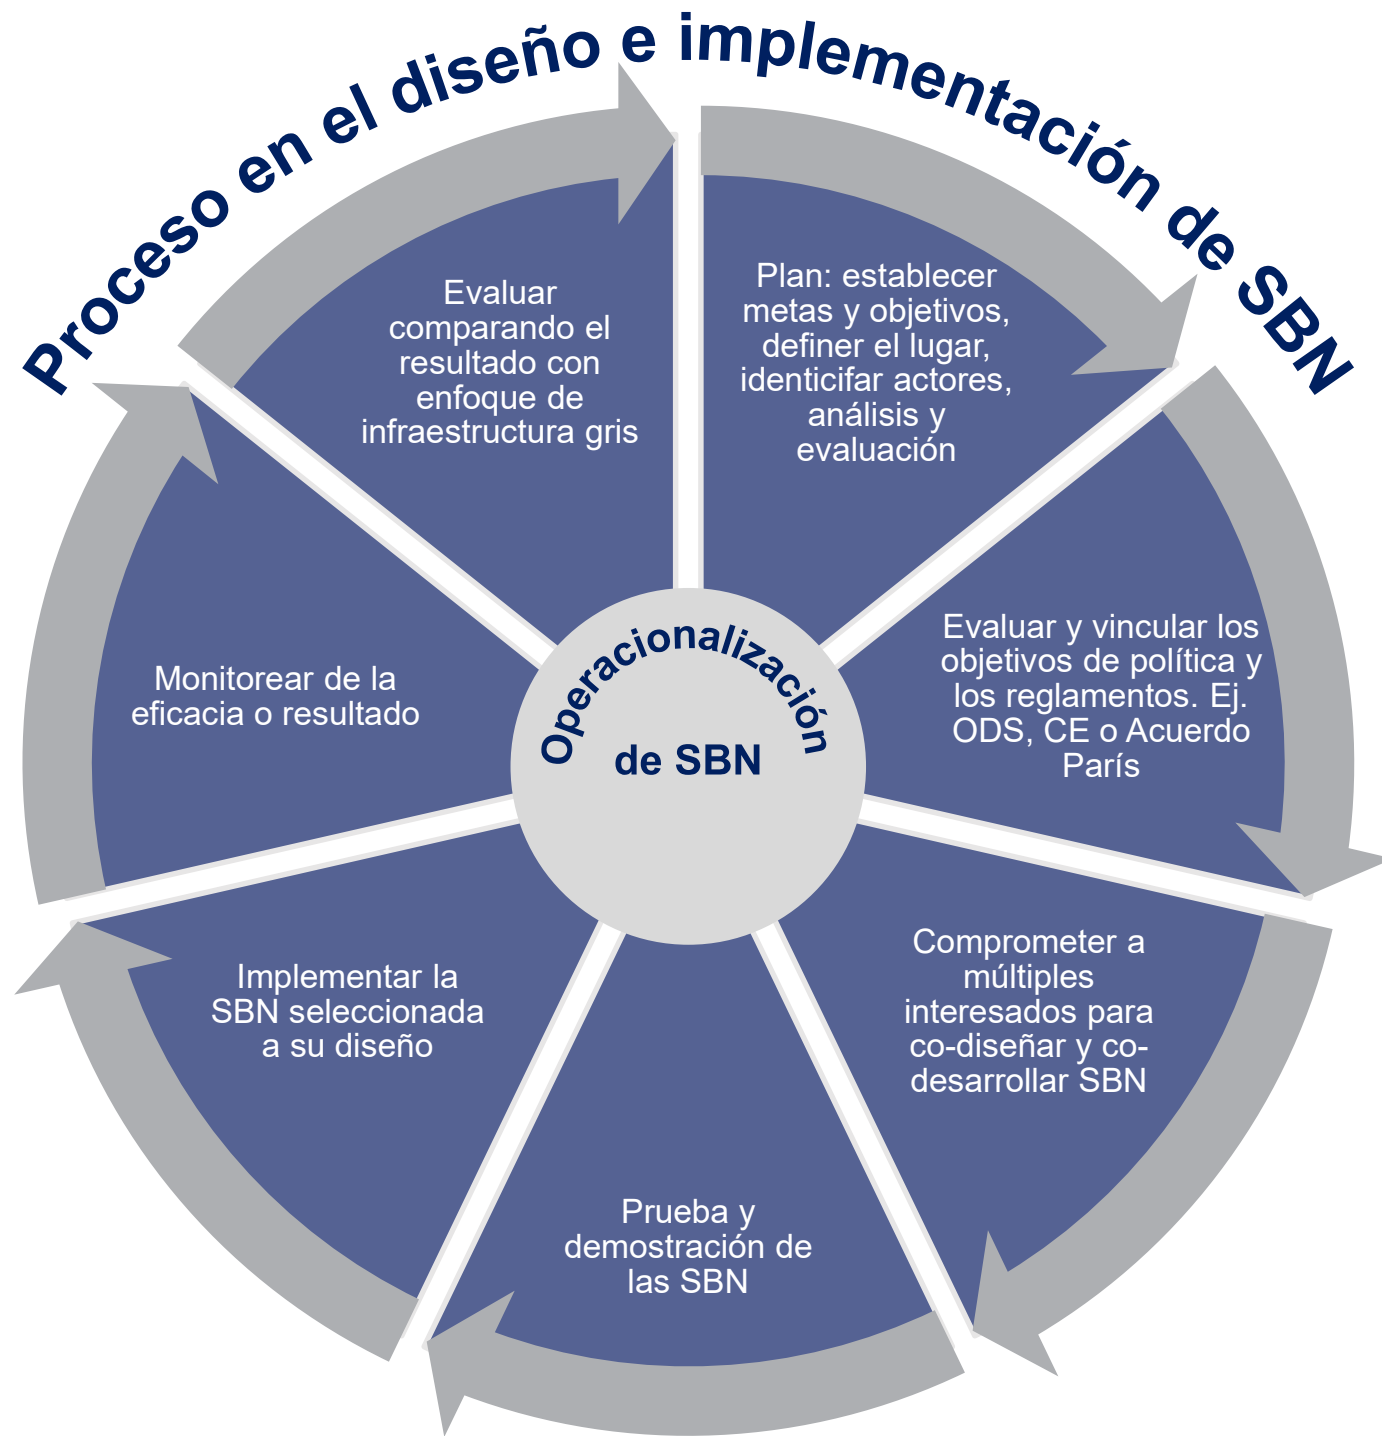 Proceso en el diseño e implementación de SBN
Plan: establecer
metas y objetivos,
definer el lugar,
identicifar actores,
análisis y
evaluación
Evaluar y vincular los
objetivos de política y
los reglamentos. Ej.
ODS, CE o Acuerdo
París
Comprometer a
múltiples
interesados para
co-diseñar y co-
desarrollar SBN
Prueba y
demostración de
las SBN
Implementar la
SBN seleccionada
a su diseño
Monitorear de la
eficacia o resultado
Evaluar
comparando el
resultado con
enfoque de
infraestructura gris
Operacionalización
de SBN